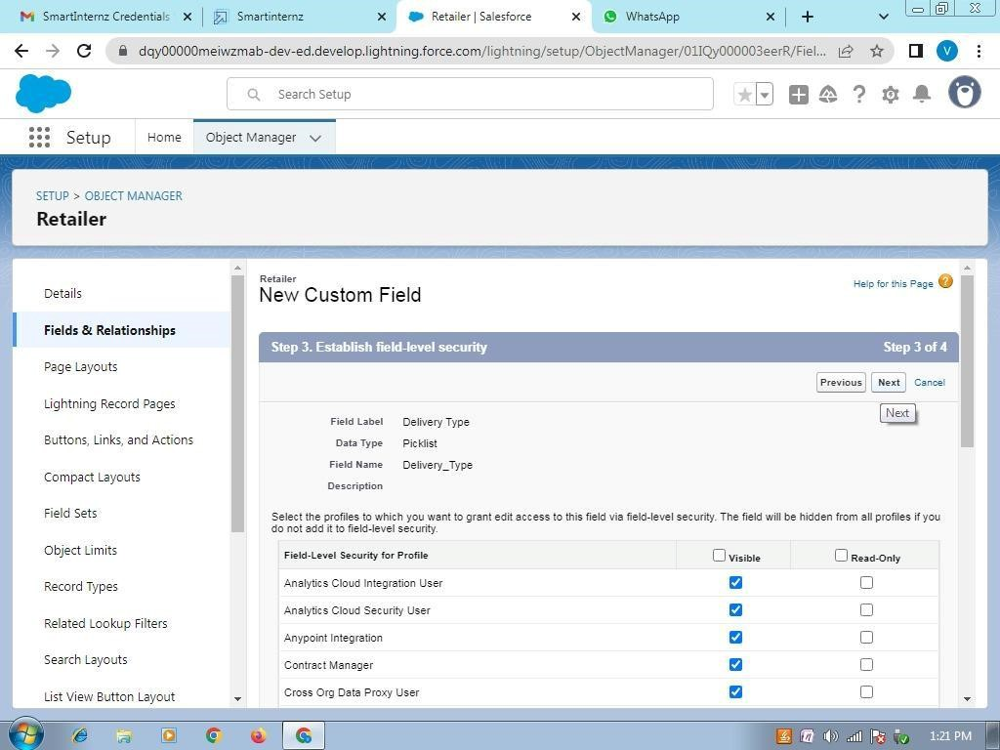 SmartInternz Credentials
Smartinternz
Retailer | Salesforce
WhatsApp
dqy00000meiwzmab-dev-ed.develop.lightning.force.com/lightning/setup/ObjectManager/01IQy000003eerR/Fiel...
V
Search Setup
Setup
Home
Object Manager
SETUP > OBJECT MANAGER
Retailer
Details
Fields & Relationships
Page Layouts
Lightning Record Pages
Buttons, Links, and Actions
Compact Layouts
Field Sets
Object Limits
Record Types
Related Lookup Filters
Search Layouts
List View Button Layout
Retailer
New Custom Field
Help for this Page
Step 3. Establish field-level security
Step 3 of 4
Previous
Next
Cancel
Next
Field Label Delivery Type
Data Type Picklist
Field Name Delivery_Type
Description
Select the profiles to which you want to grant edit access to this field via field-level security. The field will be hidden from all profiles if you
do not add it to field-level security.
Field-Level Security for Profile Visible Read-Only
Analytics Cloud Integration User
Analytics Cloud Security User
Anypoint Integration
Contract Manager
Cross Org Data Proxy User
1:21 PM